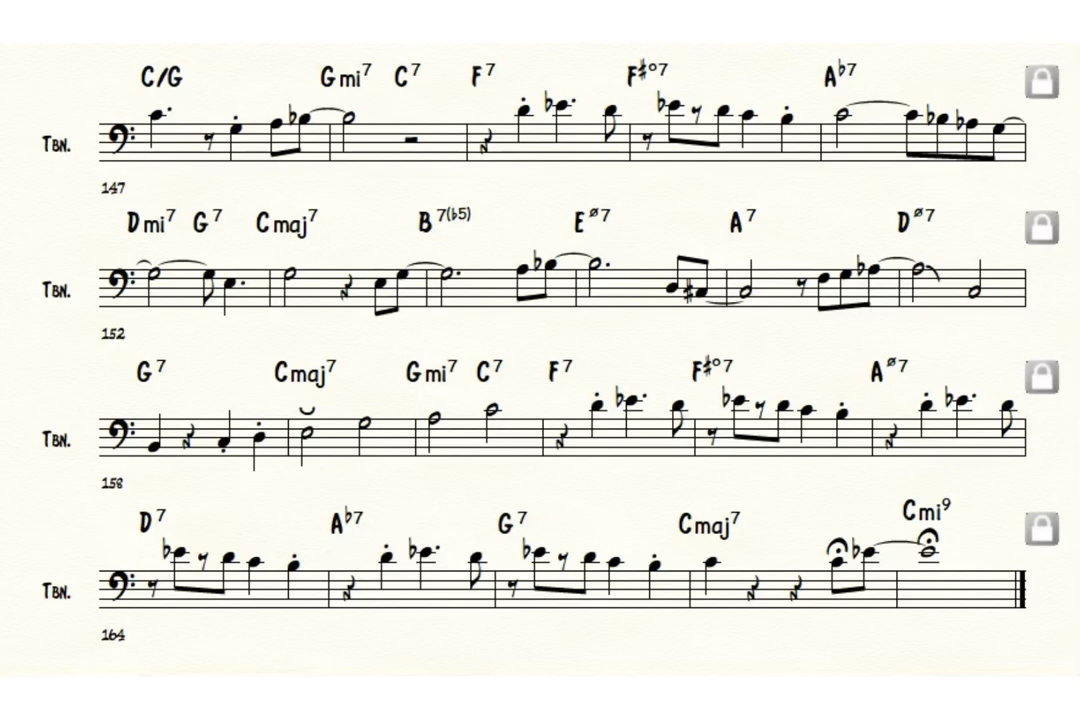 C/G Gmi7 C7 F7 F♯°7 A♭7
TBN.
147
Dmi7 G7 Cmaj7 B7(♭5) Eø7 A7 Dø7
TBN.
152
G7 Cmaj7 Gmi7 C7 F7 F♯°7 Aø7
TBN.
158
D7 A♭7 G7 Cmaj7 Cmi9
TBN.
164